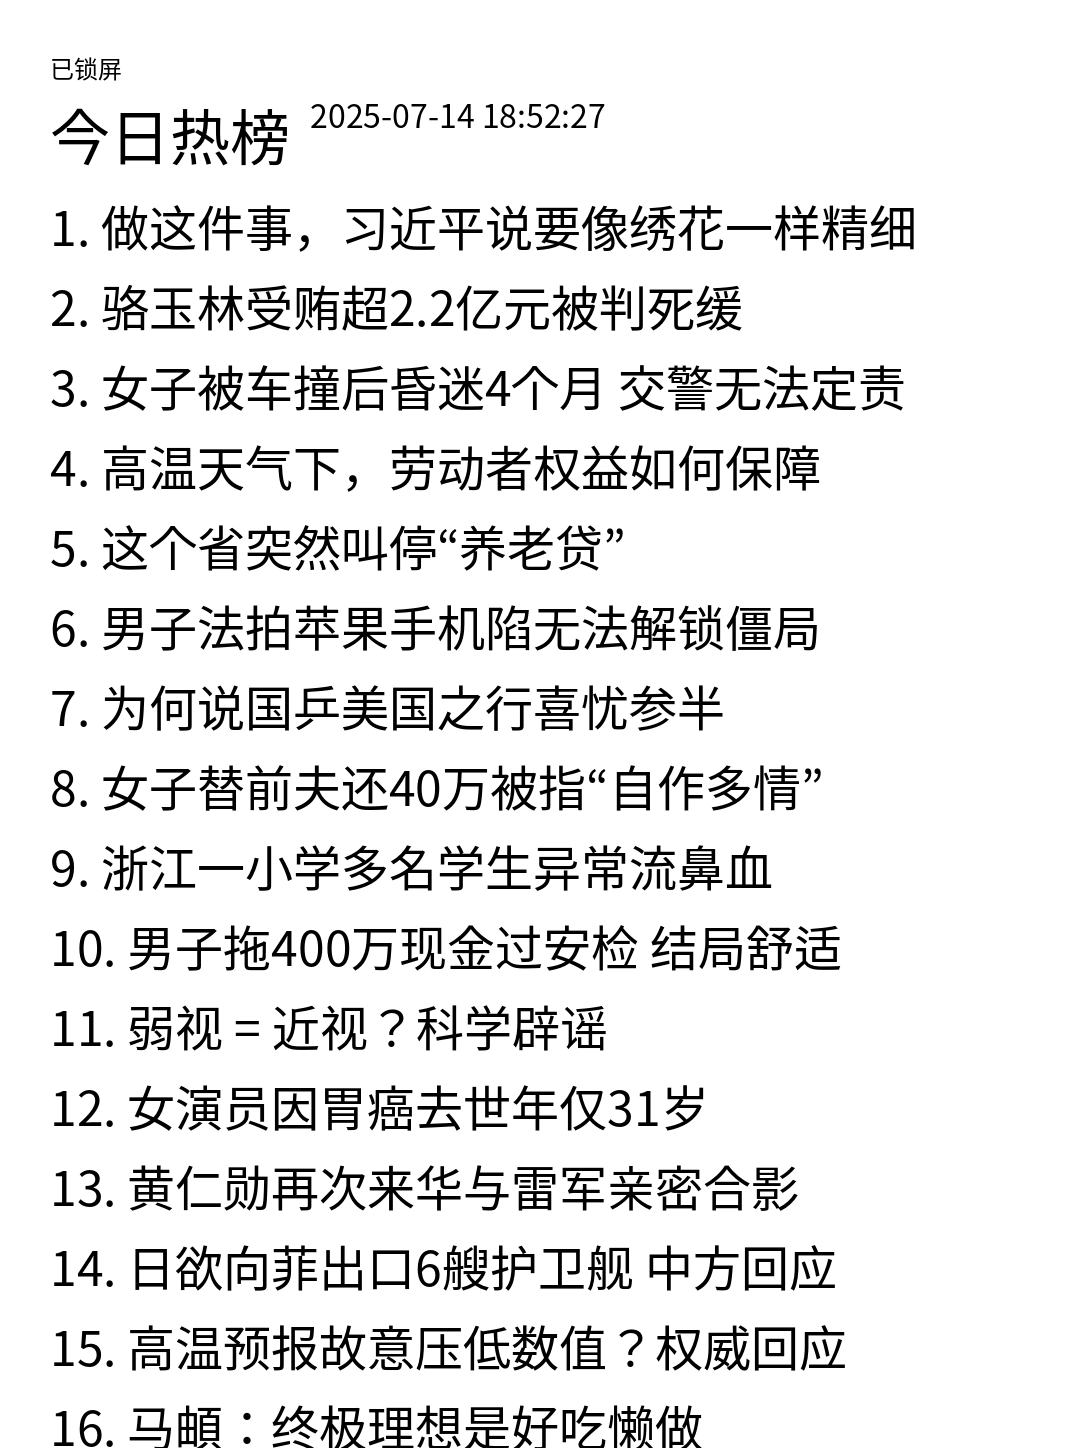 已锁屏
今日热榜 2025-07-14 18:52:27
1. 做这件事，习近平说要像绣花一样精细
2. 骆玉林受贿超2.2亿元被判死缓
3. 女子被车撞后昏迷4个月 交警无法定责
4. 高温天气下，劳动者权益如何保障
5. 这个省突然叫停“养老贷”
6. 男子法拍苹果手机陷无法解锁僵局
7. 为何说国乒美国之行喜忧参半
8. 女子替前夫还40万被指“自作多情”
9. 浙江一小学多名学生异常流鼻血
10. 男子拖400万现金过安检 结局舒适
11. 弱视 = 近视？科学辟谣
12. 女演员因胃癌去世年仅31岁
13. 黄仁勋再次来华与雷军亲密合影
14. 日欲向菲出口6艘护卫舰 中方回应
15. 高温预报故意压低数值？权威回应
16. 马頔：终极理想是好吃懒做